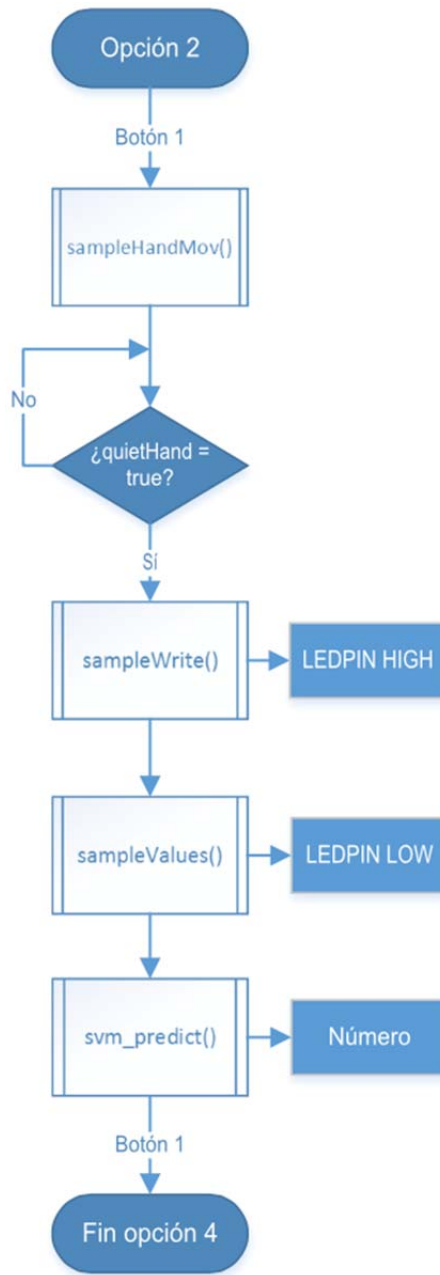 Opción 2
Botón 1
sampleHandMov()
No
¿quietHand =
true?
Sí
sampleWrite()
LEDPIN HIGH
sampleValues()
LEDPIN LOW
svm_predict()
Número
Botón 1
Fin opción 4